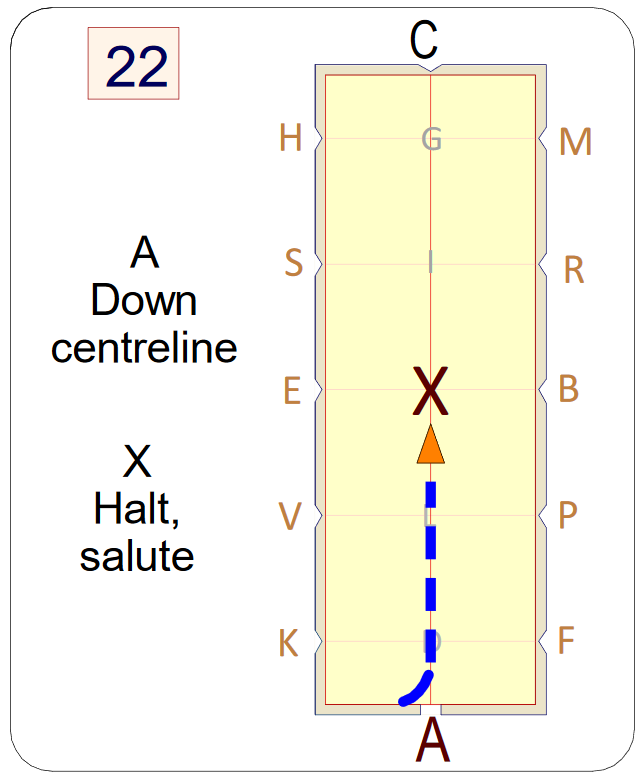 22
C
H G M
A
Down
centreline
S I R
E X B
X
Halt,
salute
V L P
K D F
A